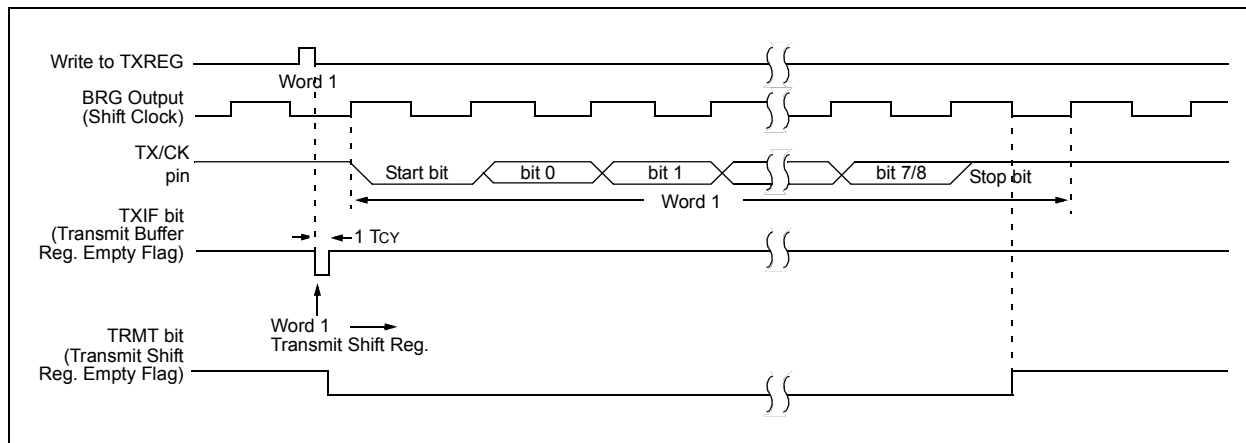 Write to TXREG
Word 1
BRG Output
(Shift Clock)
TX/CK
pin
Start bit
bit 0
bit 1
bit 7/8
Stop bit
Word 1
TXIF bit
(Transmit Buffer
Reg. Empty Flag)
1 TCY
Word 1
Transmit Shift Reg.
TRMT bit
(Transmit Shift
Reg. Empty Flag)